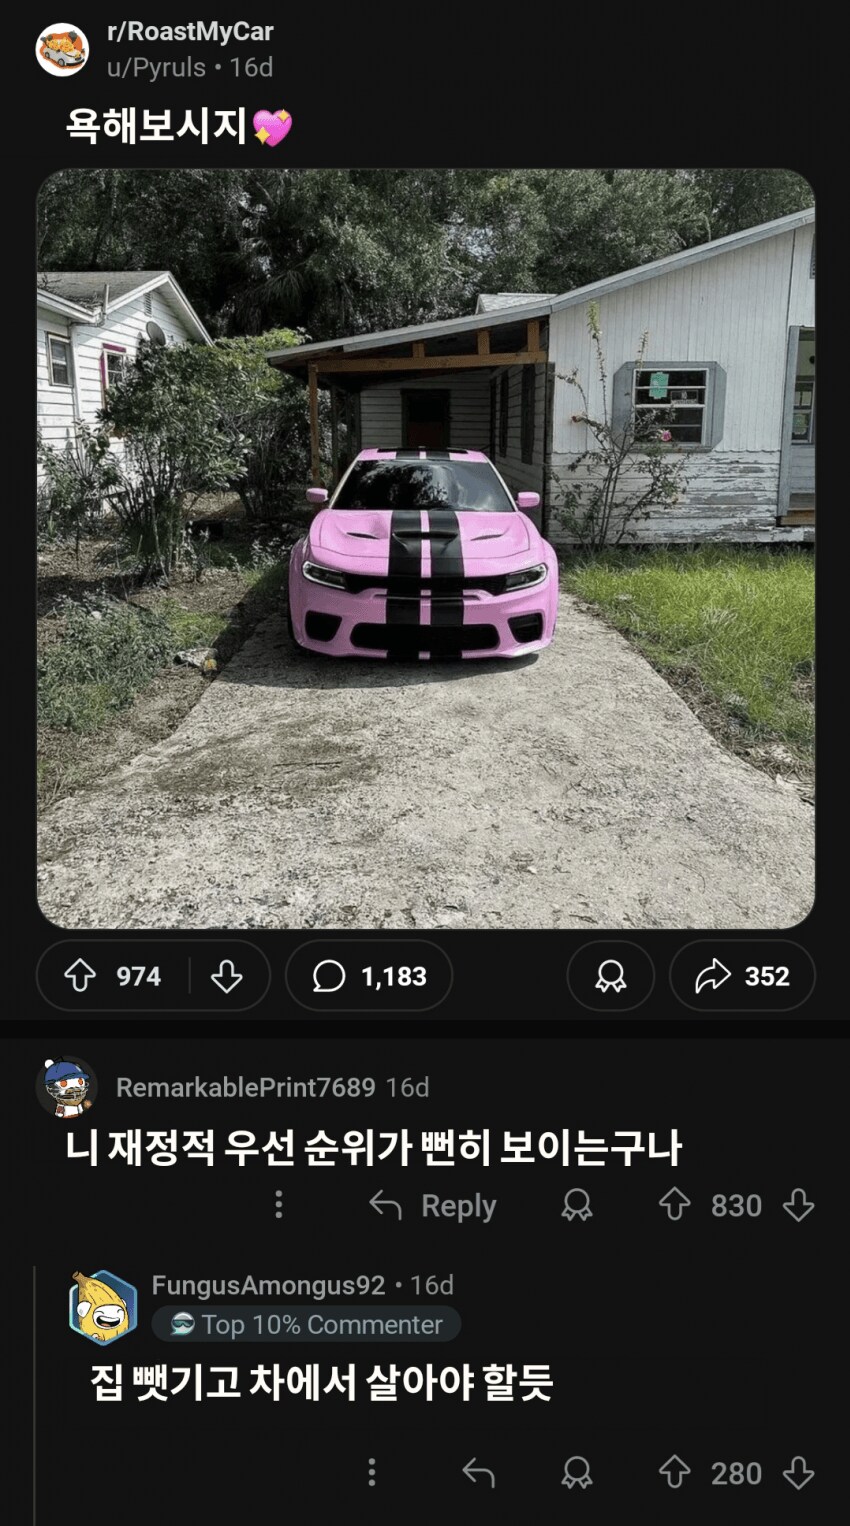 r/RoastMyCar
u/Pyruls • 16d
욕해보시지💖
974
1,183
352
RemarkablePrint7689 16d
니 재정적 우선 순위가 뻔히 보이는구나
Reply
830
FungusAmongus92 • 16d
Top 10% Commenter
집 뺏기고 차에서 살아야 할듯
280